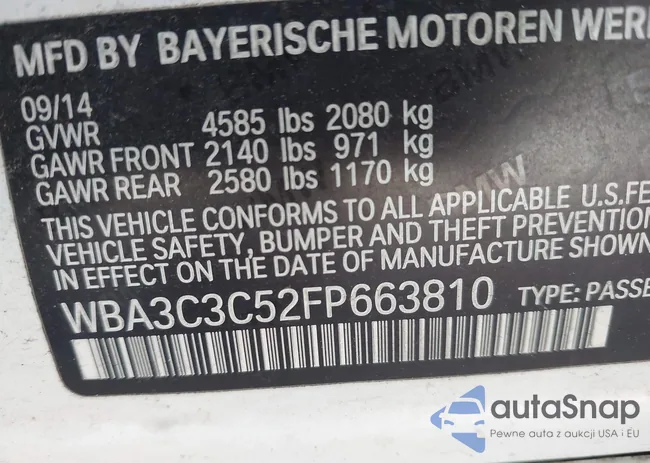 MFD BY BAYERISCHE MOTOREN WER
09/14
GVWR 4585 lbs 2080 kg
GAWR FRONT 2140 lbs 971 kg
GAWR REAR 2580 lbs 1170 kg
THIS VEHICLE CONFORMS TO ALL APPLICABLE U.S.FE
VEHICLE SAFETY, BUMPER AND THEFT PREVENTION
IN EFFECT ON THE DATE OF MANUFACTURE SHOWN
WBA3C3C52FP663810 TYPE: PASSE
autaSnap
Pewne auta z aukcji USA i EU